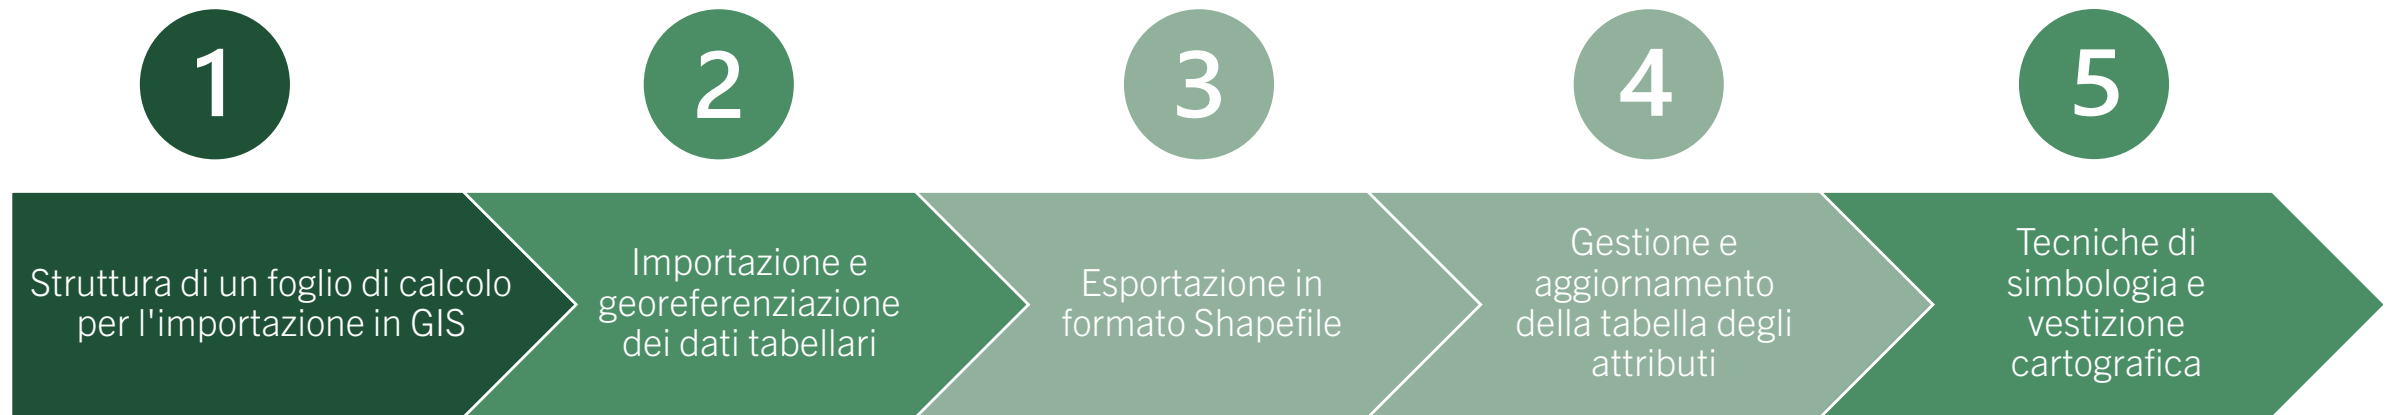 1
2
3
4
5
Struttura di un foglio di calcolo
per l'importazione in GIS
Importazione e
georeferenziazione
dei dati tabellari
Esportazione in
formato Shapefile
Gestione e
aggiornamento
della tabella degli
attributi
Tecniche di
simbologia e
vestizione
cartografica